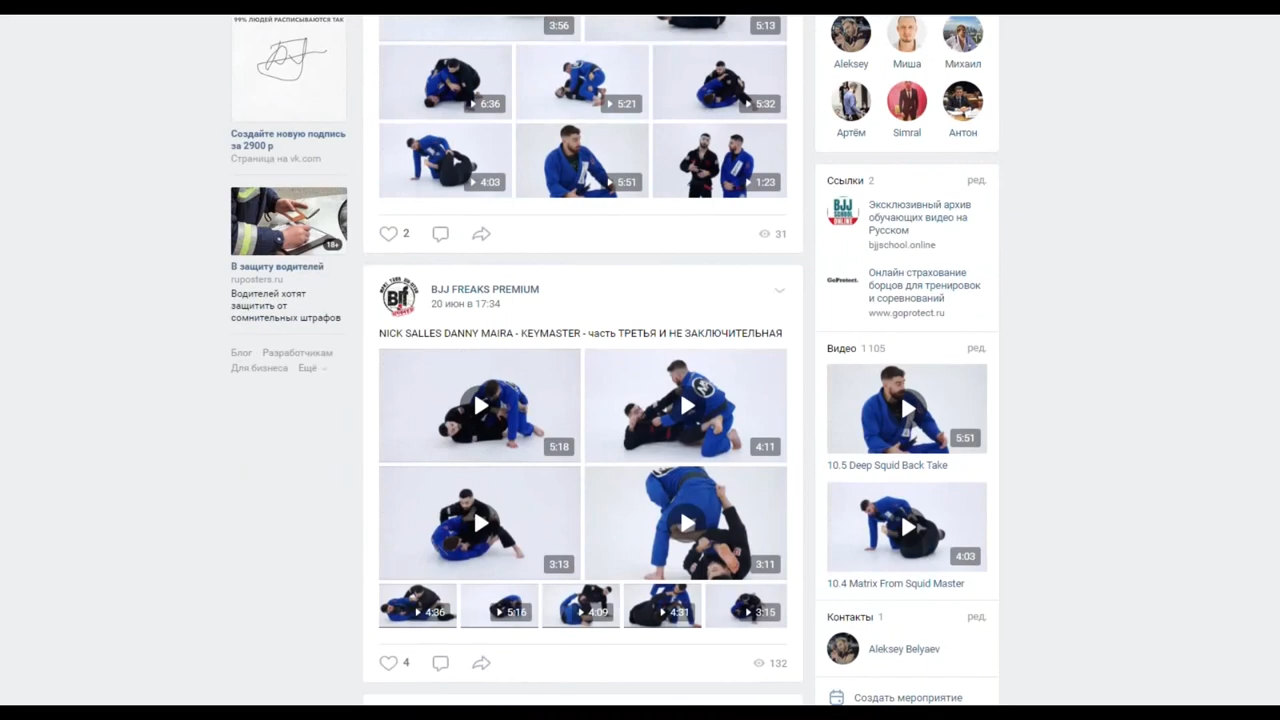 99% ЛЮДЕЙ РАСПИСЫВАЮТСЯ ТАК
Создайте новую подпись
за 2900 р
Страница на vk.com
18+
В защиту водителей
ruposters.ru
Водителей хотят
защитить от
сомнительных штрафов
Блог Разработчикам
Для бизнеса Ещё
3:56
5:13
6:36
5:21
5:32
4:03
5:51
1:23
2
31
BJJ FREAKS PREMIUM
20 июн в 17:34
NICK SALLES DANNY MAIRA - KEYMASTER - часть ТРЕТЬЯ И НЕ ЗАКЛЮЧИТЕЛЬНАЯ
5:18
4:11
3:13
3:11
4:36
5:16
4:09
4:31
3:15
4
132
Aleksey Миша Михаил
Артём Simral Антон
Ссылки 2 ред.
BJJ
SCHOOL
ONLINE
Эксклюзивный архив
обучающих видео на
Русском
bjjschool.online
GoProtect.
Онлайн страхование
борцов для тренировок
и соревнований
www.goprotect.ru
Видео 1 105 ред.
5:51
10.5 Deep Squid Back Take
4:03
10.4 Matrix From Squid Master
Контакты 1 ред.
Aleksey Belyaev
Создать мероприятие